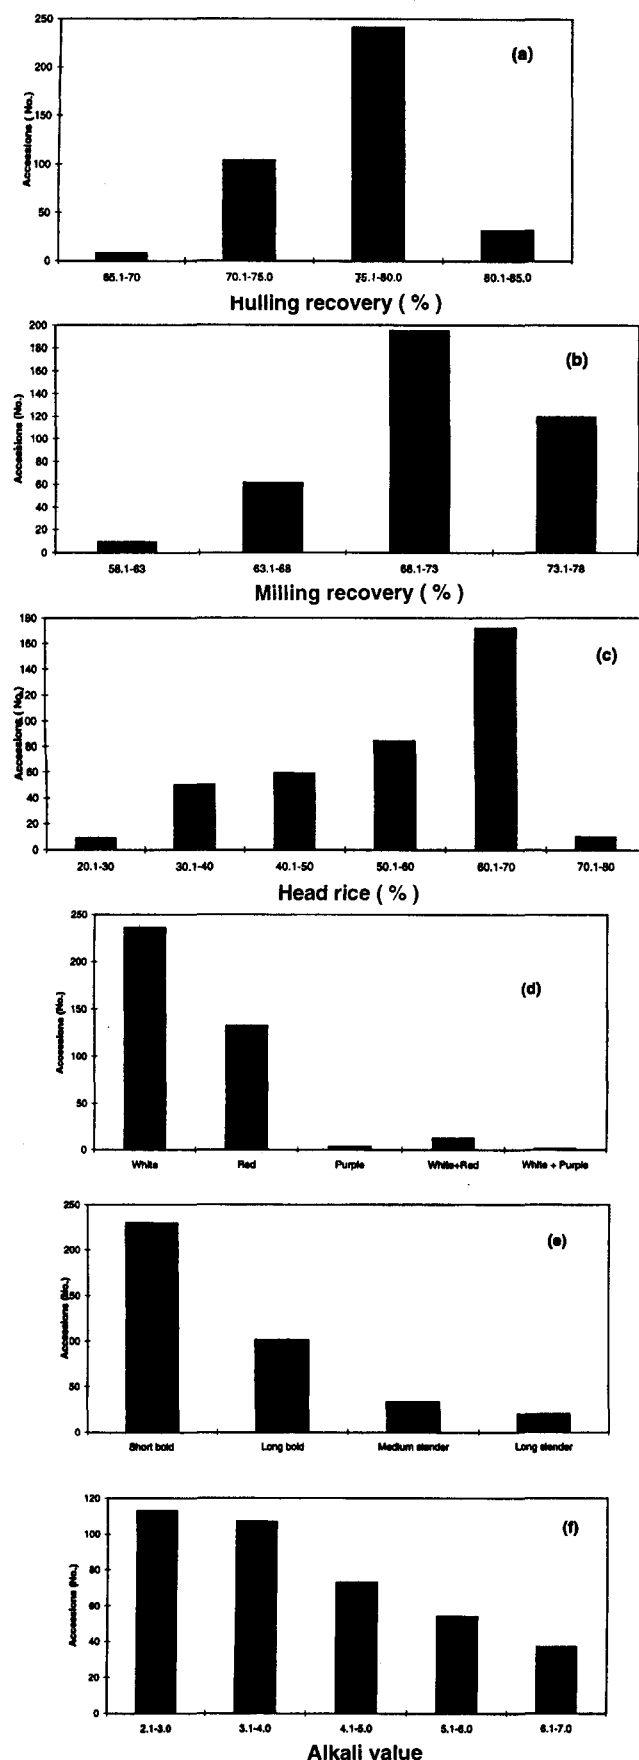 250
200
150
100
50
0
Accessions ( No.)
(a)
65.1-70 70.1-75.0 75.1-80.0 80.1-85.0
Hulling recovery ( % )
200
180
160
140
120
100
80
60
40
20
0
Accessions (No.)
(b)
58.1-63 63.1-68 68.1-73 73.1-78
Milling recovery ( % )
180
160
140
120
100
80
60
40
20
0
Accessions ( No.)
(c)
20.1-30 30.1-40 40.1-50 50.1-60 60.1-70 70.1-80
Head rice ( % )
250
200
150
100
50
0
Accessions (No.)
(d)
White Red Purple White+Red White + Purple
250
200
150
100
50
0
Accessions (No.)
(e)
Short bold Long bold Medium slender Long slender
120
100
80
60
40
20
0
Accessions (No.)
(f)
2.1-3.0 3.1-4.0 4.1-5.0 5.1-6.0 6.1-7.0
Alkali value